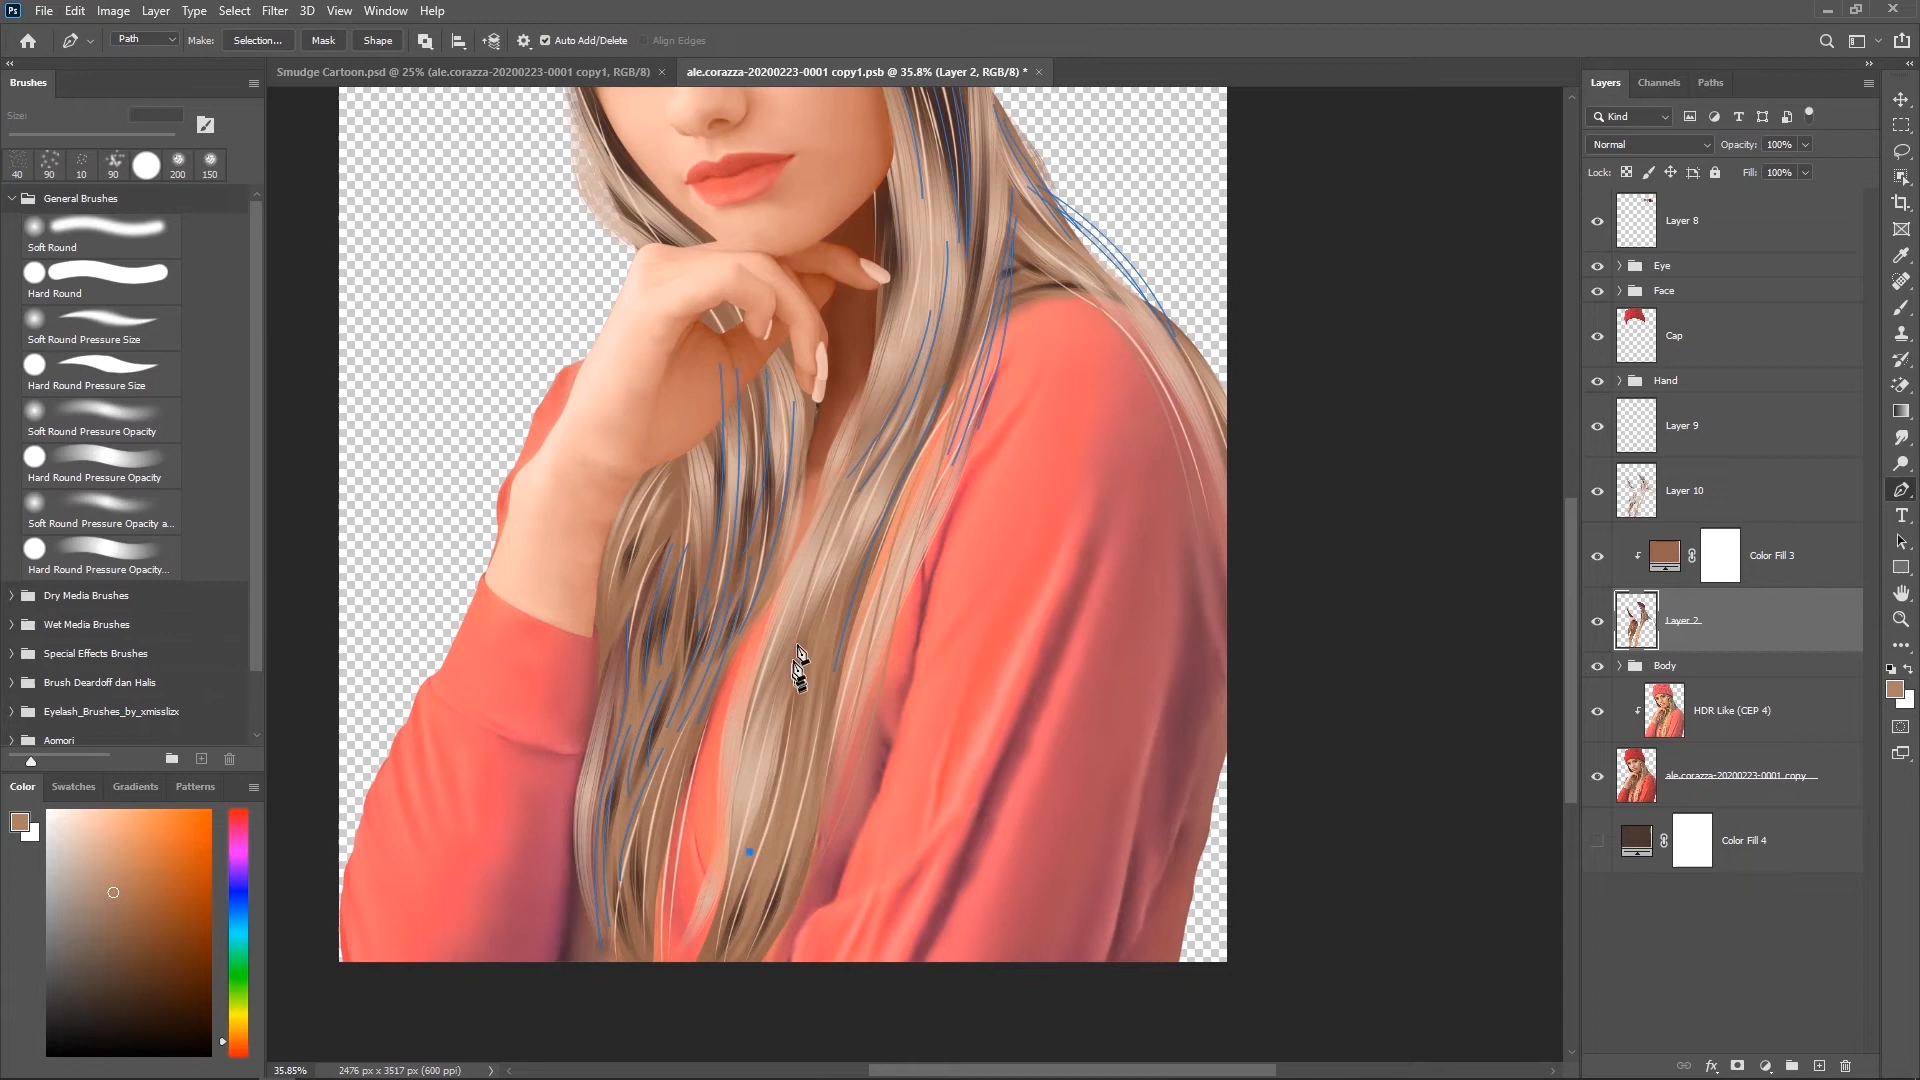 Ps File Edit Image Layer Type Select Filter 3D View Window Help
Path Make: Selection... Mask Shape Auto Add/Delete Align Edges
Smudge Cartoon.psd @ 25% (ale.corazza-20200223-0001 copy1, RGB/8) ×
ale.corazza-20200223-0001 copy1.psb @ 35.8% (Layer 2, RGB/8) * ×
Brushes
Size:
40 90 10 90 200 150
General Brushes
Soft Round
Hard Round
Soft Round Pressure Size
Hard Round Pressure Size
Soft Round Pressure Opacity
Hard Round Pressure Opacity
Soft Round Pressure Opacity a...
Hard Round Pressure Opacity...
Dry Media Brushes
Wet Media Brushes
Special Effects Brushes
Brush Deardoff dan Halis
Eyelash_Brushes_by_xmisslizx
Aomori
Color Swatches Gradients Patterns
35.85% 2476 px x 3517 px (600 ppi)
Layers Channels Paths
Kind
Normal Opacity: 100%
Lock: Fill: 100%
Layer 8
Eye
Face
Cap
Hand
Layer 9
Layer 10
Color Fill 3
Layer 2
Body
HDR Like (CEP 4)
ale.corazza-20200223-0001 copy
Color Fill 4
fx